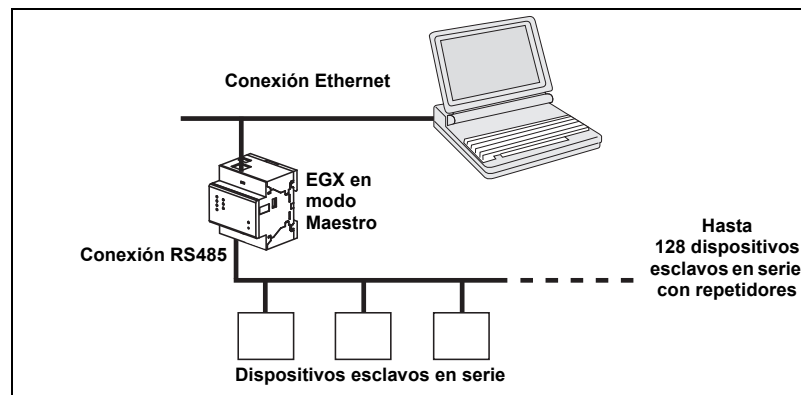 Conexión Ethernet
EGX en
modo
Maestro
Conexión RS485
Hasta
128 dispositivos
esclavos en serie
con repetidores
Dispositivos esclavos en serie